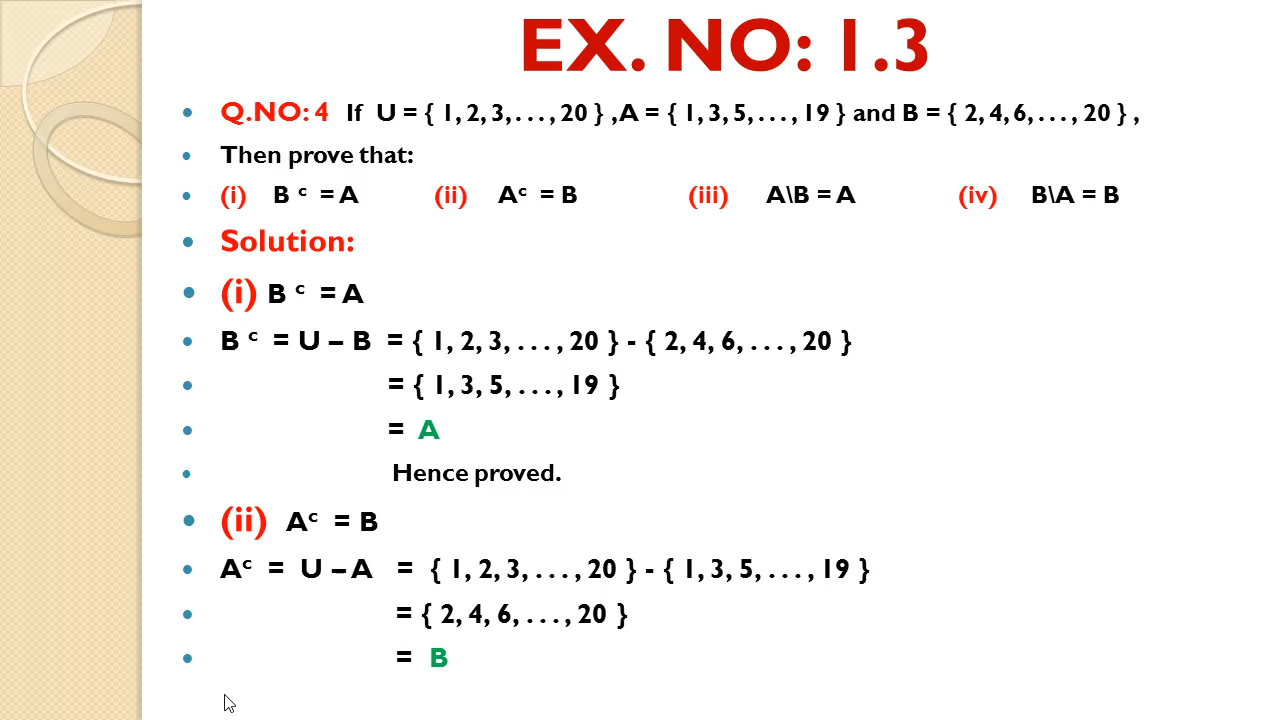 EX. NO: 1.3
• Q.NO: 4 If U = { 1, 2, 3, . . . , 20 } , A = { 1, 3, 5, . . . , 19 } and B = { 2, 4, 6, . . . , 20 } ,
• Then prove that:
• (i) B ᶜ = A (ii) Aᶜ = B (iii) A\B = A (iv) B\A = B
• Solution:
• (i) B ᶜ = A
• B ᶜ = U – B = { 1, 2, 3, . . . , 20 } - { 2, 4, 6, . . . , 20 }
• = { 1, 3, 5, . . . , 19 }
• = A
• Hence proved.
• (ii) Aᶜ = B
• Aᶜ = U – A = { 1, 2, 3, . . . , 20 } - { 1, 3, 5, . . . , 19 }
• = { 2, 4, 6, . . . , 20 }
• = B